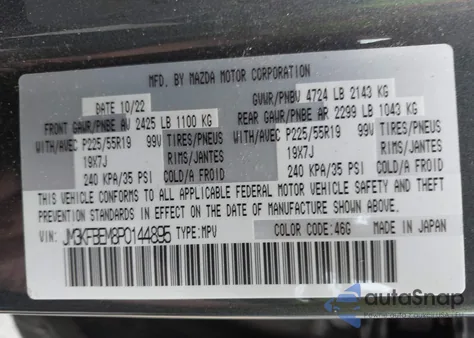 MFD. BY MAZDA MOTOR CORPORATION
DATE 10/22 GVWR/PNBV 4724 LB 2143 KG
FRONT GAWR/PNBE AV 2425 LB 1100 KG REAR GAWR/PNBE AR 2299 LB 1043 KG
WITH/AVEC P225/55R19 99V TIRES/PNEUS WITH/AVEC P225/55R19 99V TIRES/PNEUS
19X7J RIMS/JANTES 19X7J RIMS/JANTES
240 KPA/35 PSI COLD/A FROID 240 KPA/35 PSI COLD/A FROID
THIS VEHICLE CONFORMS TO ALL APPLICABLE FEDERAL MOTOR VEHICLE SAFETY AND THEFT
PREVENTION STANDARDS IN EFFECT ON THE DATE OF MANUFACTURE SHOWN ABOVE.
VIN: JM3KFBEM8P0144895 TYPE:MPV COLOR CODE:46G MADE IN JAPAN
autoSnap